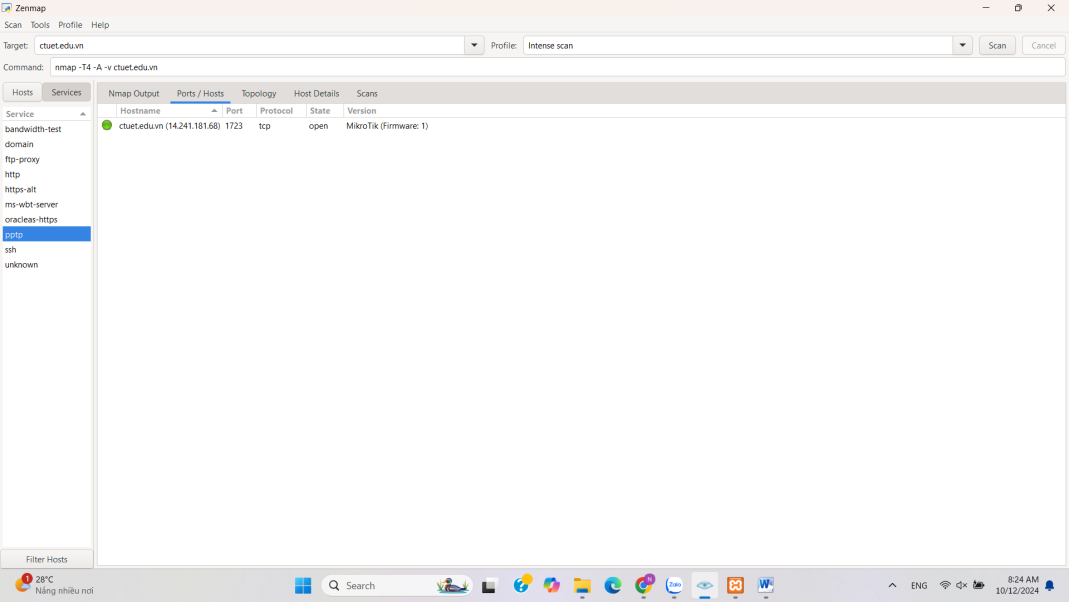 Zenmap
Scan Tools Profile Help
Target: ctuet.edu.vn Profile: Intense scan Scan Cancel
Command: nmap -T4 -A -v ctuet.edu.vn
Hosts Services Nmap Output Ports / Hosts Topology Host Details Scans
Service Hostname Port Protocol State Version
bandwidth-test ctuet.edu.vn (14.241.181.68) 1723 tcp open MikroTik (Firmware: 1)
domain
ftp-proxy
http
https-alt
ms-wbt-server
oracleas-https
pptp
ssh
unknown
Filter Hosts
1 28°C
Nắng nhiều nơi
Search
N
Zalo
W
ENG
8:24 AM
10/12/2024